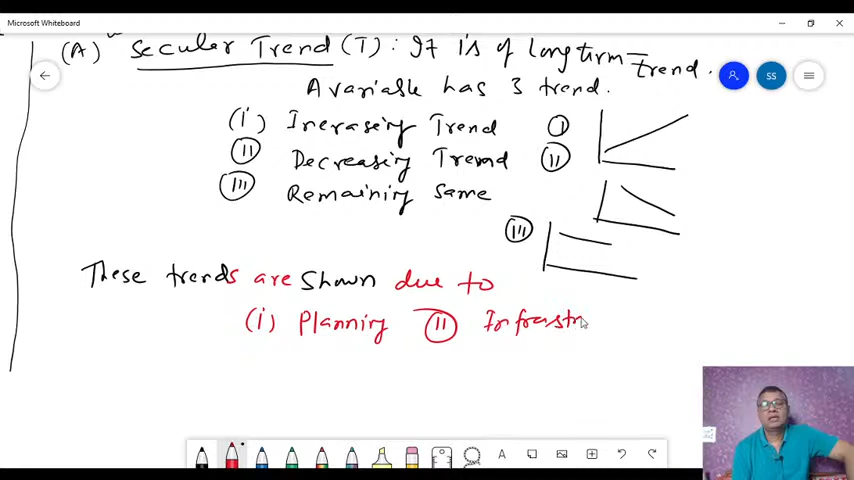 Microsoft Whiteboard
(A) Secular Trend (T) : It is of long term trend.
A variable has 3 trend.
(i) Increasing Trend
(ii) Decreasing Trend
(iii) Remaining Same
(i)
(ii)
(iii)
SS
These trends are shown due to
(i) Planning (ii) Infrastr
A